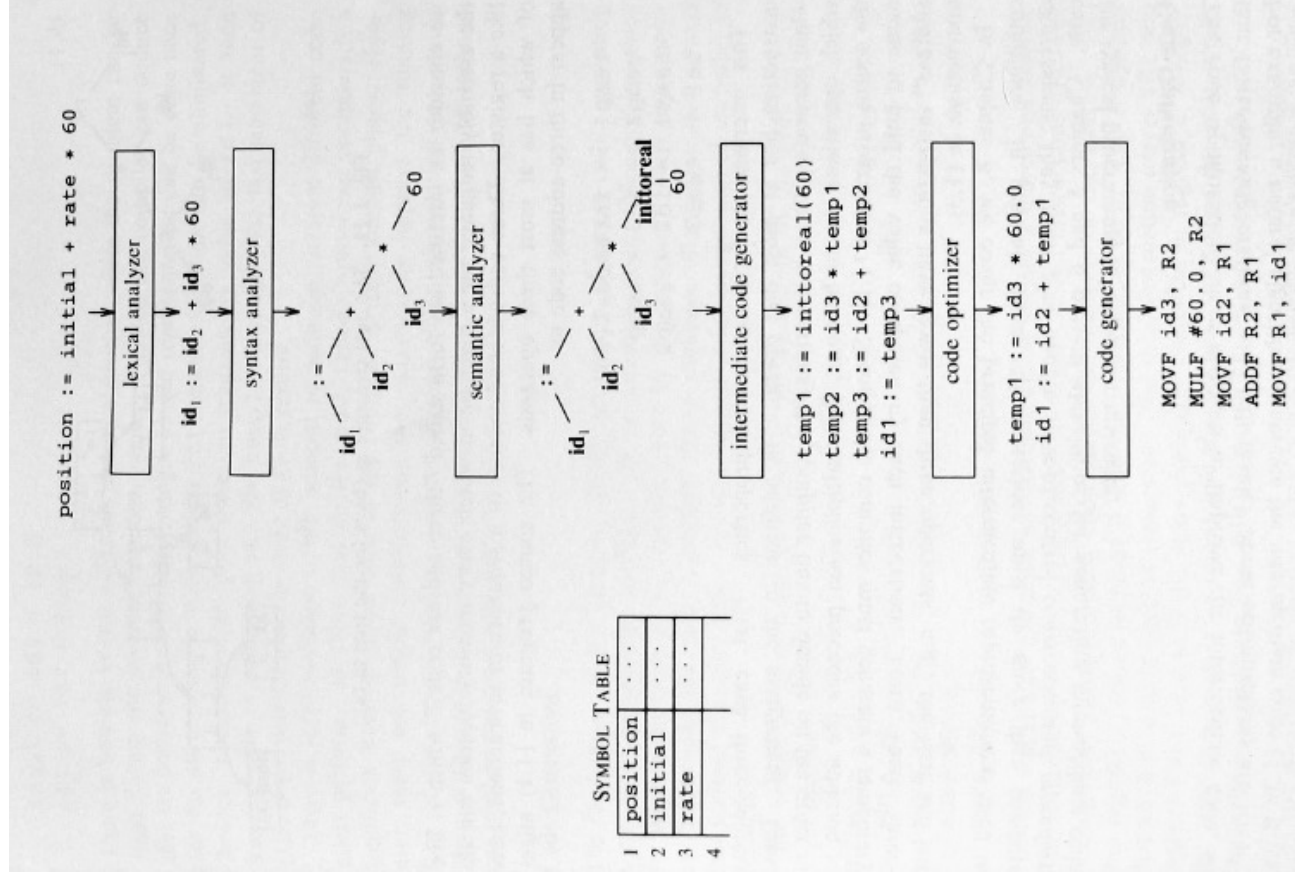 position := initial + rate * 60
lexical analyzer
id₁ := id₂ + id₃ * 60
syntax analyzer
:=
id₁ +
id₂ *
id₃ 60
semantic analyzer
:=
id₁ +
id₂ *
id₃ inttoreal
60
SYMBOL TABLE
1 position ...
2 initial ...
3 rate ...
4
intermediate code generator
temp1 := inttoreal(60)
temp2 := id3 * temp1
temp3 := id2 + temp2
id1 := temp3
code optimizer
temp1 := id3 * 60.0
id1 := id2 + temp1
code generator
MOVF id3, R2
MULF #60.0, R2
MOVF id2, R1
ADDF R2, R1
MOVF R1, id1